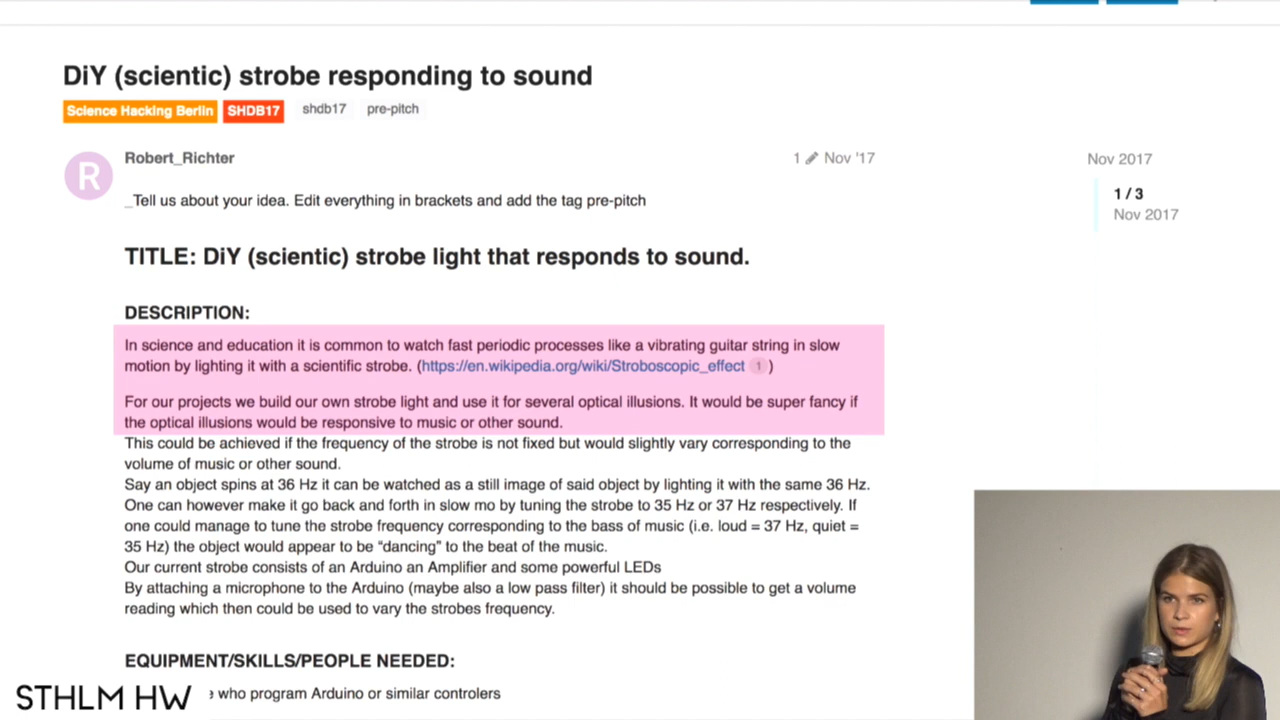 DiY (scientic) strobe responding to sound
Science Hacking Berlin SHDB17 shdb17 pre-pitch
R
Robert_Richter
1 Nov '17
_Tell us about your idea. Edit everything in brackets and add the tag pre-pitch
TITLE: DiY (scientic) strobe light that responds to sound.
DESCRIPTION:
In science and education it is common to watch fast periodic processes like a vibrating guitar string in slow
motion by lighting it with a scientific strobe. (https://en.wikipedia.org/wiki/Stroboscopic_effect 1 )
For our projects we build our own strobe light and use it for several optical illusions. It would be super fancy if
the optical illusions would be responsive to music or other sound.
This could be achieved if the frequency of the strobe is not fixed but would slightly vary corresponding to the
volume of music or other sound.
Say an object spins at 36 Hz it can be watched as a still image of said object by lighting it with the same 36 Hz.
One can however make it go back and forth in slow mo by tuning the strobe to 35 Hz or 37 Hz respectively. If
one could manage to tune the strobe frequency corresponding to the bass of music (i.e. loud = 37 Hz, quiet =
35 Hz) the object would appear to be “dancing” to the beat of the music.
Our current strobe consists of an Arduino an Amplifier and some powerful LEDs
By attaching a microphone to the Arduino (maybe also a low pass filter) it should be possible to get a volume
reading which then could be used to vary the strobes frequency.
EQUIPMENT/SKILLS/PEOPLE NEEDED:
who program Arduino or similar controlers
Nov 2017
1 / 3
Nov 2017
STHLM HW